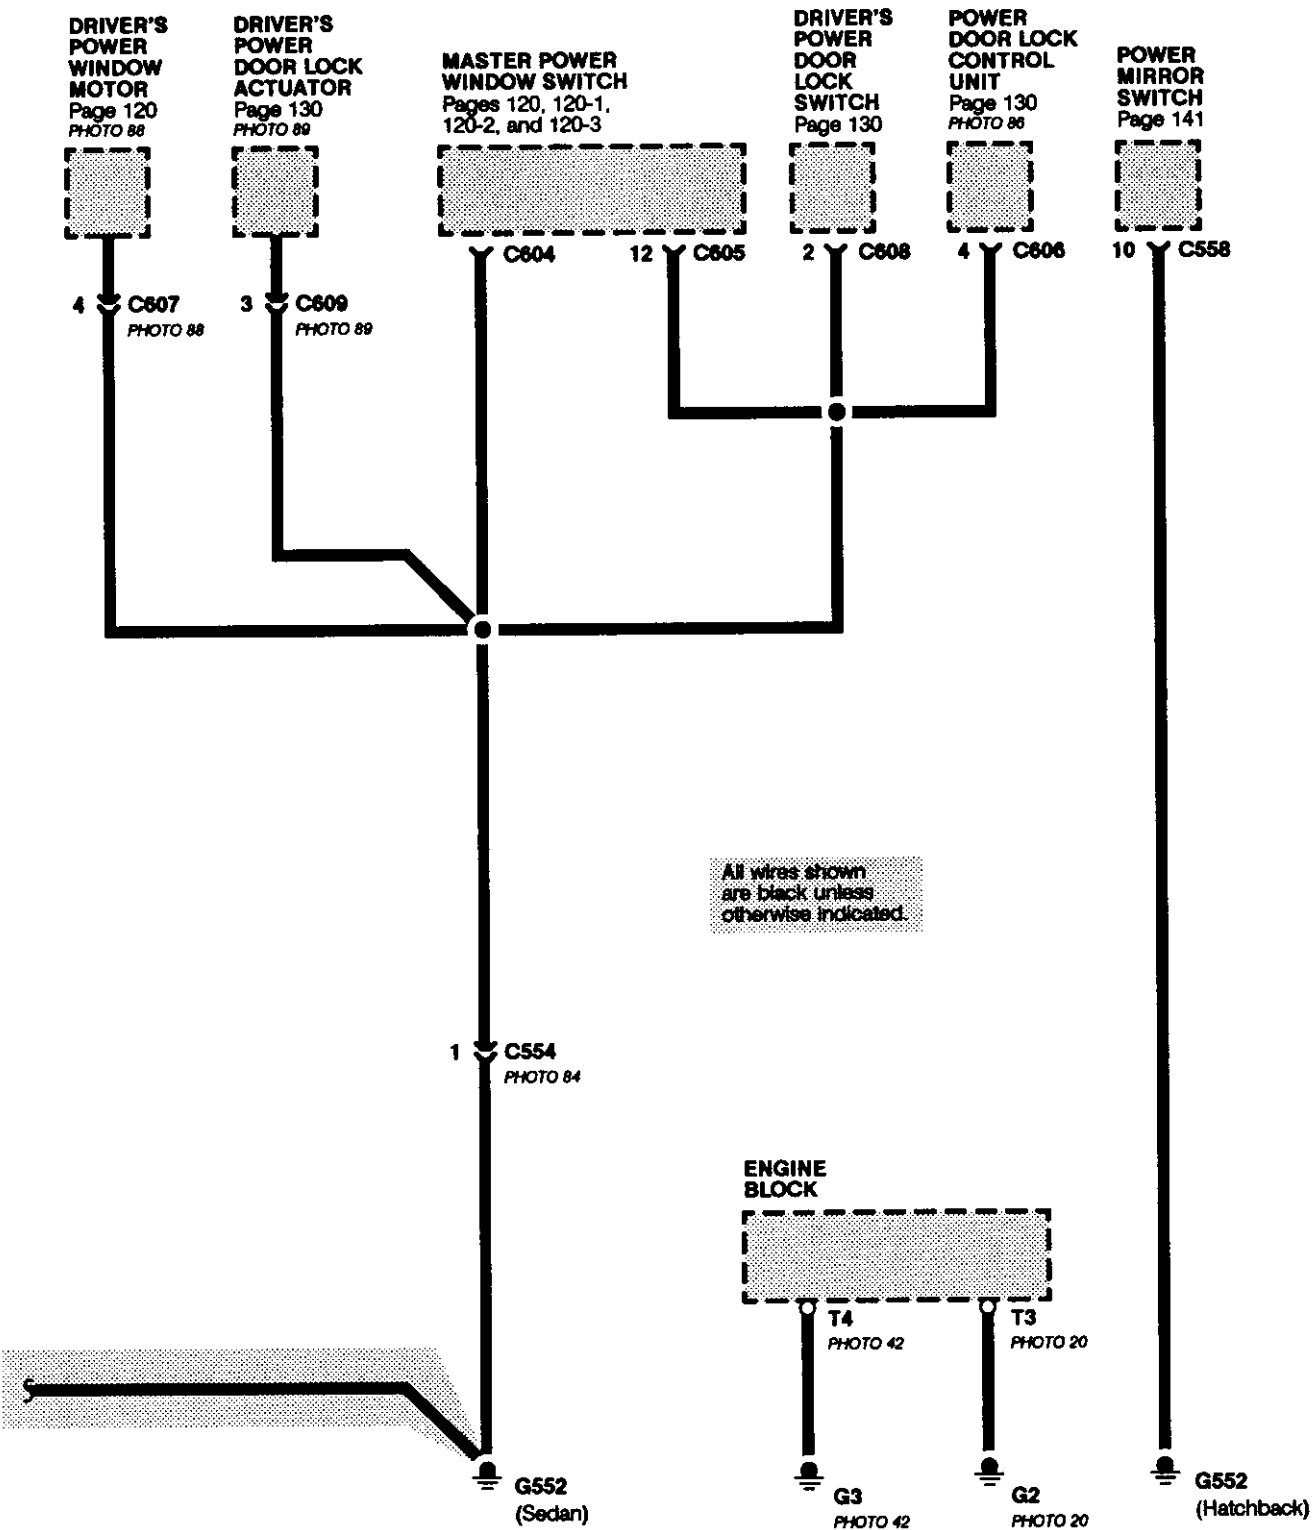 DRIVER'S
POWER
WINDOW
MOTOR
Page 120
PHOTO 88
DRIVER'S
POWER
DOOR LOCK
ACTUATOR
Page 130
PHOTO 89
MASTER POWER
WINDOW SWITCH
Pages 120, 120-1,
120-2, and 120-3
DRIVER'S
POWER
DOOR
LOCK
SWITCH
Page 130
POWER
DOOR LOCK
CONTROL
UNIT
Page 130
PHOTO 86
POWER
MIRROR
SWITCH
Page 141
C604
12 C605
2 C608
4 C606
10 C558
4 C607
PHOTO 88
3 C609
PHOTO 89
All wires shown
are black unless
otherwise indicated.
1 C554
PHOTO 84
ENGINE
BLOCK
T4
PHOTO 42
T3
PHOTO 20
G552
(Sedan)
G3
PHOTO 42
G2
PHOTO 20
G552
(Hatchback)